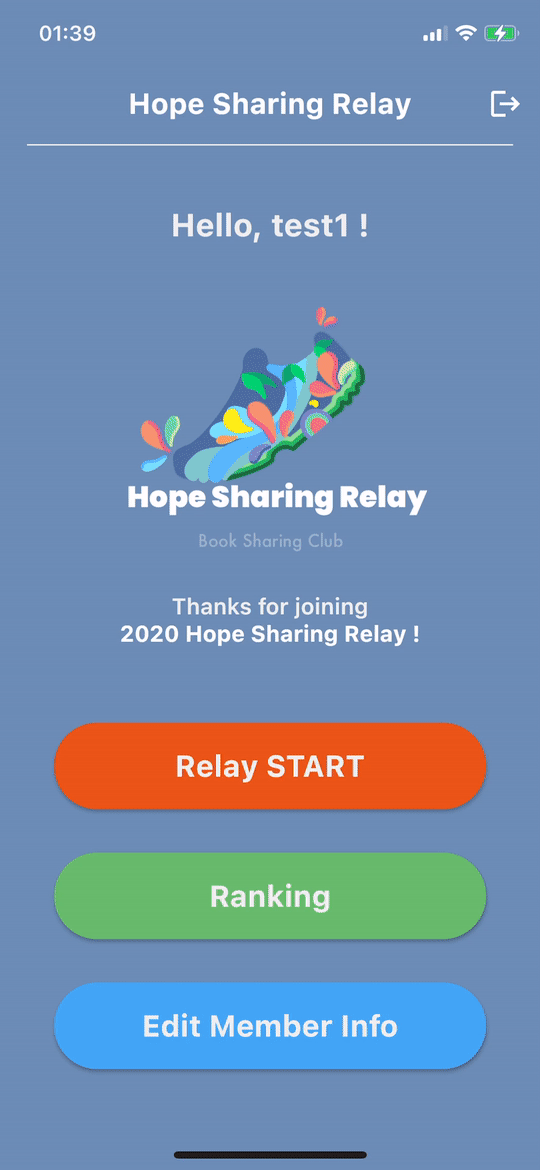 01:39
Hope Sharing Relay
Hello, test1 !
Hope Sharing Relay
Book Sharing Club
Thanks for joining
2020 Hope Sharing Relay !
Relay START
Ranking
Edit Member Info